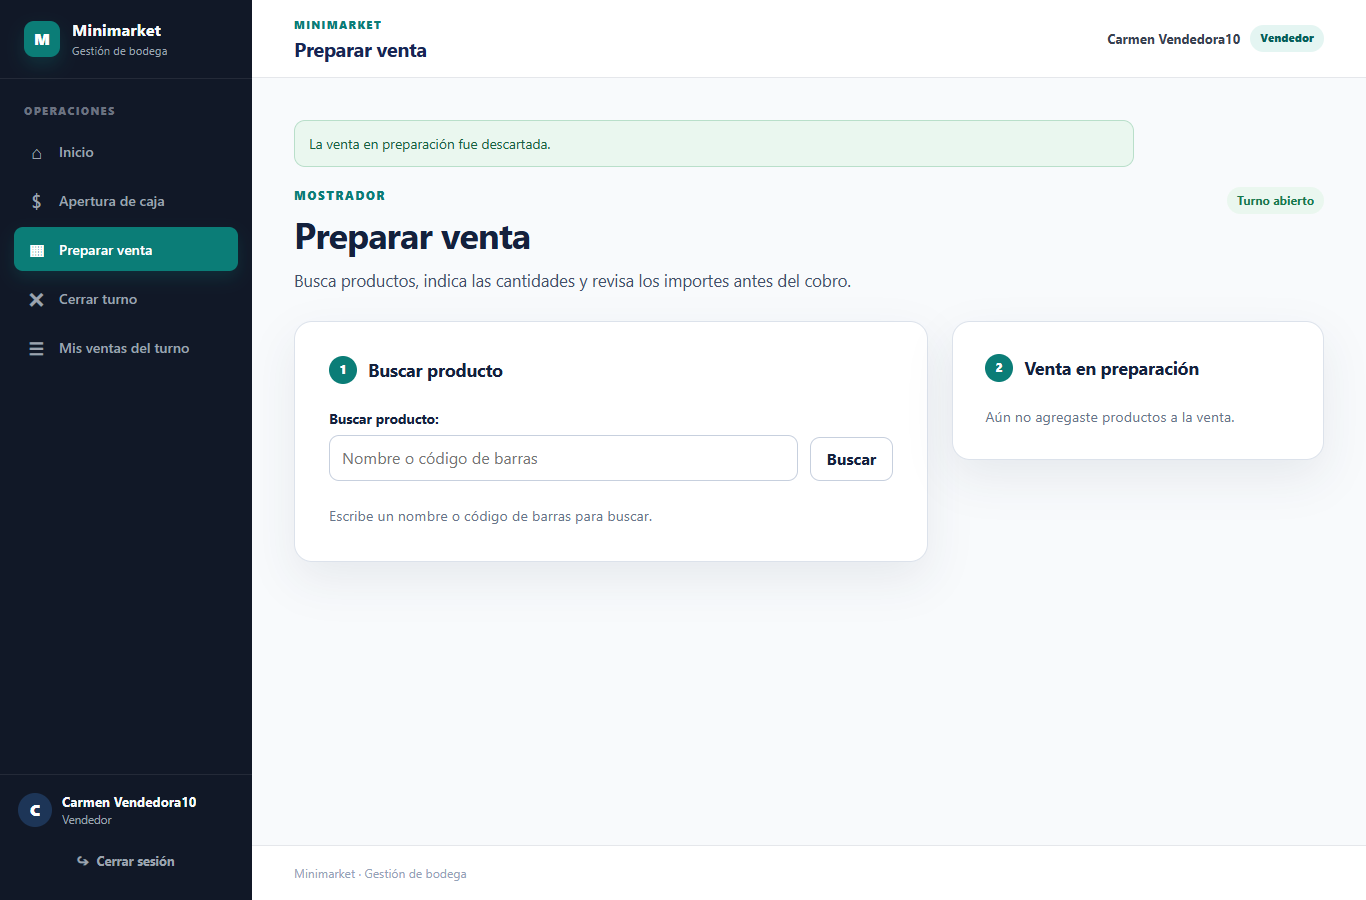 M
Minimarket
Gestión de bodega
OPERACIONES
Inicio
$ Apertura de caja
Preparar venta
Cerrar turno
Mis ventas del turno
C
Carmen Vendedora10
Vendedor
Cerrar sesión
MINIMARKET
Preparar venta
Carmen Vendedora10 Vendedor
La venta en preparación fue descartada.
MOSTRADOR
Turno abierto
Preparar venta
Busca productos, indica las cantidades y revisa los importes antes del cobro.
1 Buscar producto
Buscar producto:
Nombre o código de barras
Buscar
Escribe un nombre o código de barras para buscar.
2 Venta en preparación
Aún no agregaste productos a la venta.
Minimarket · Gestión de bodega